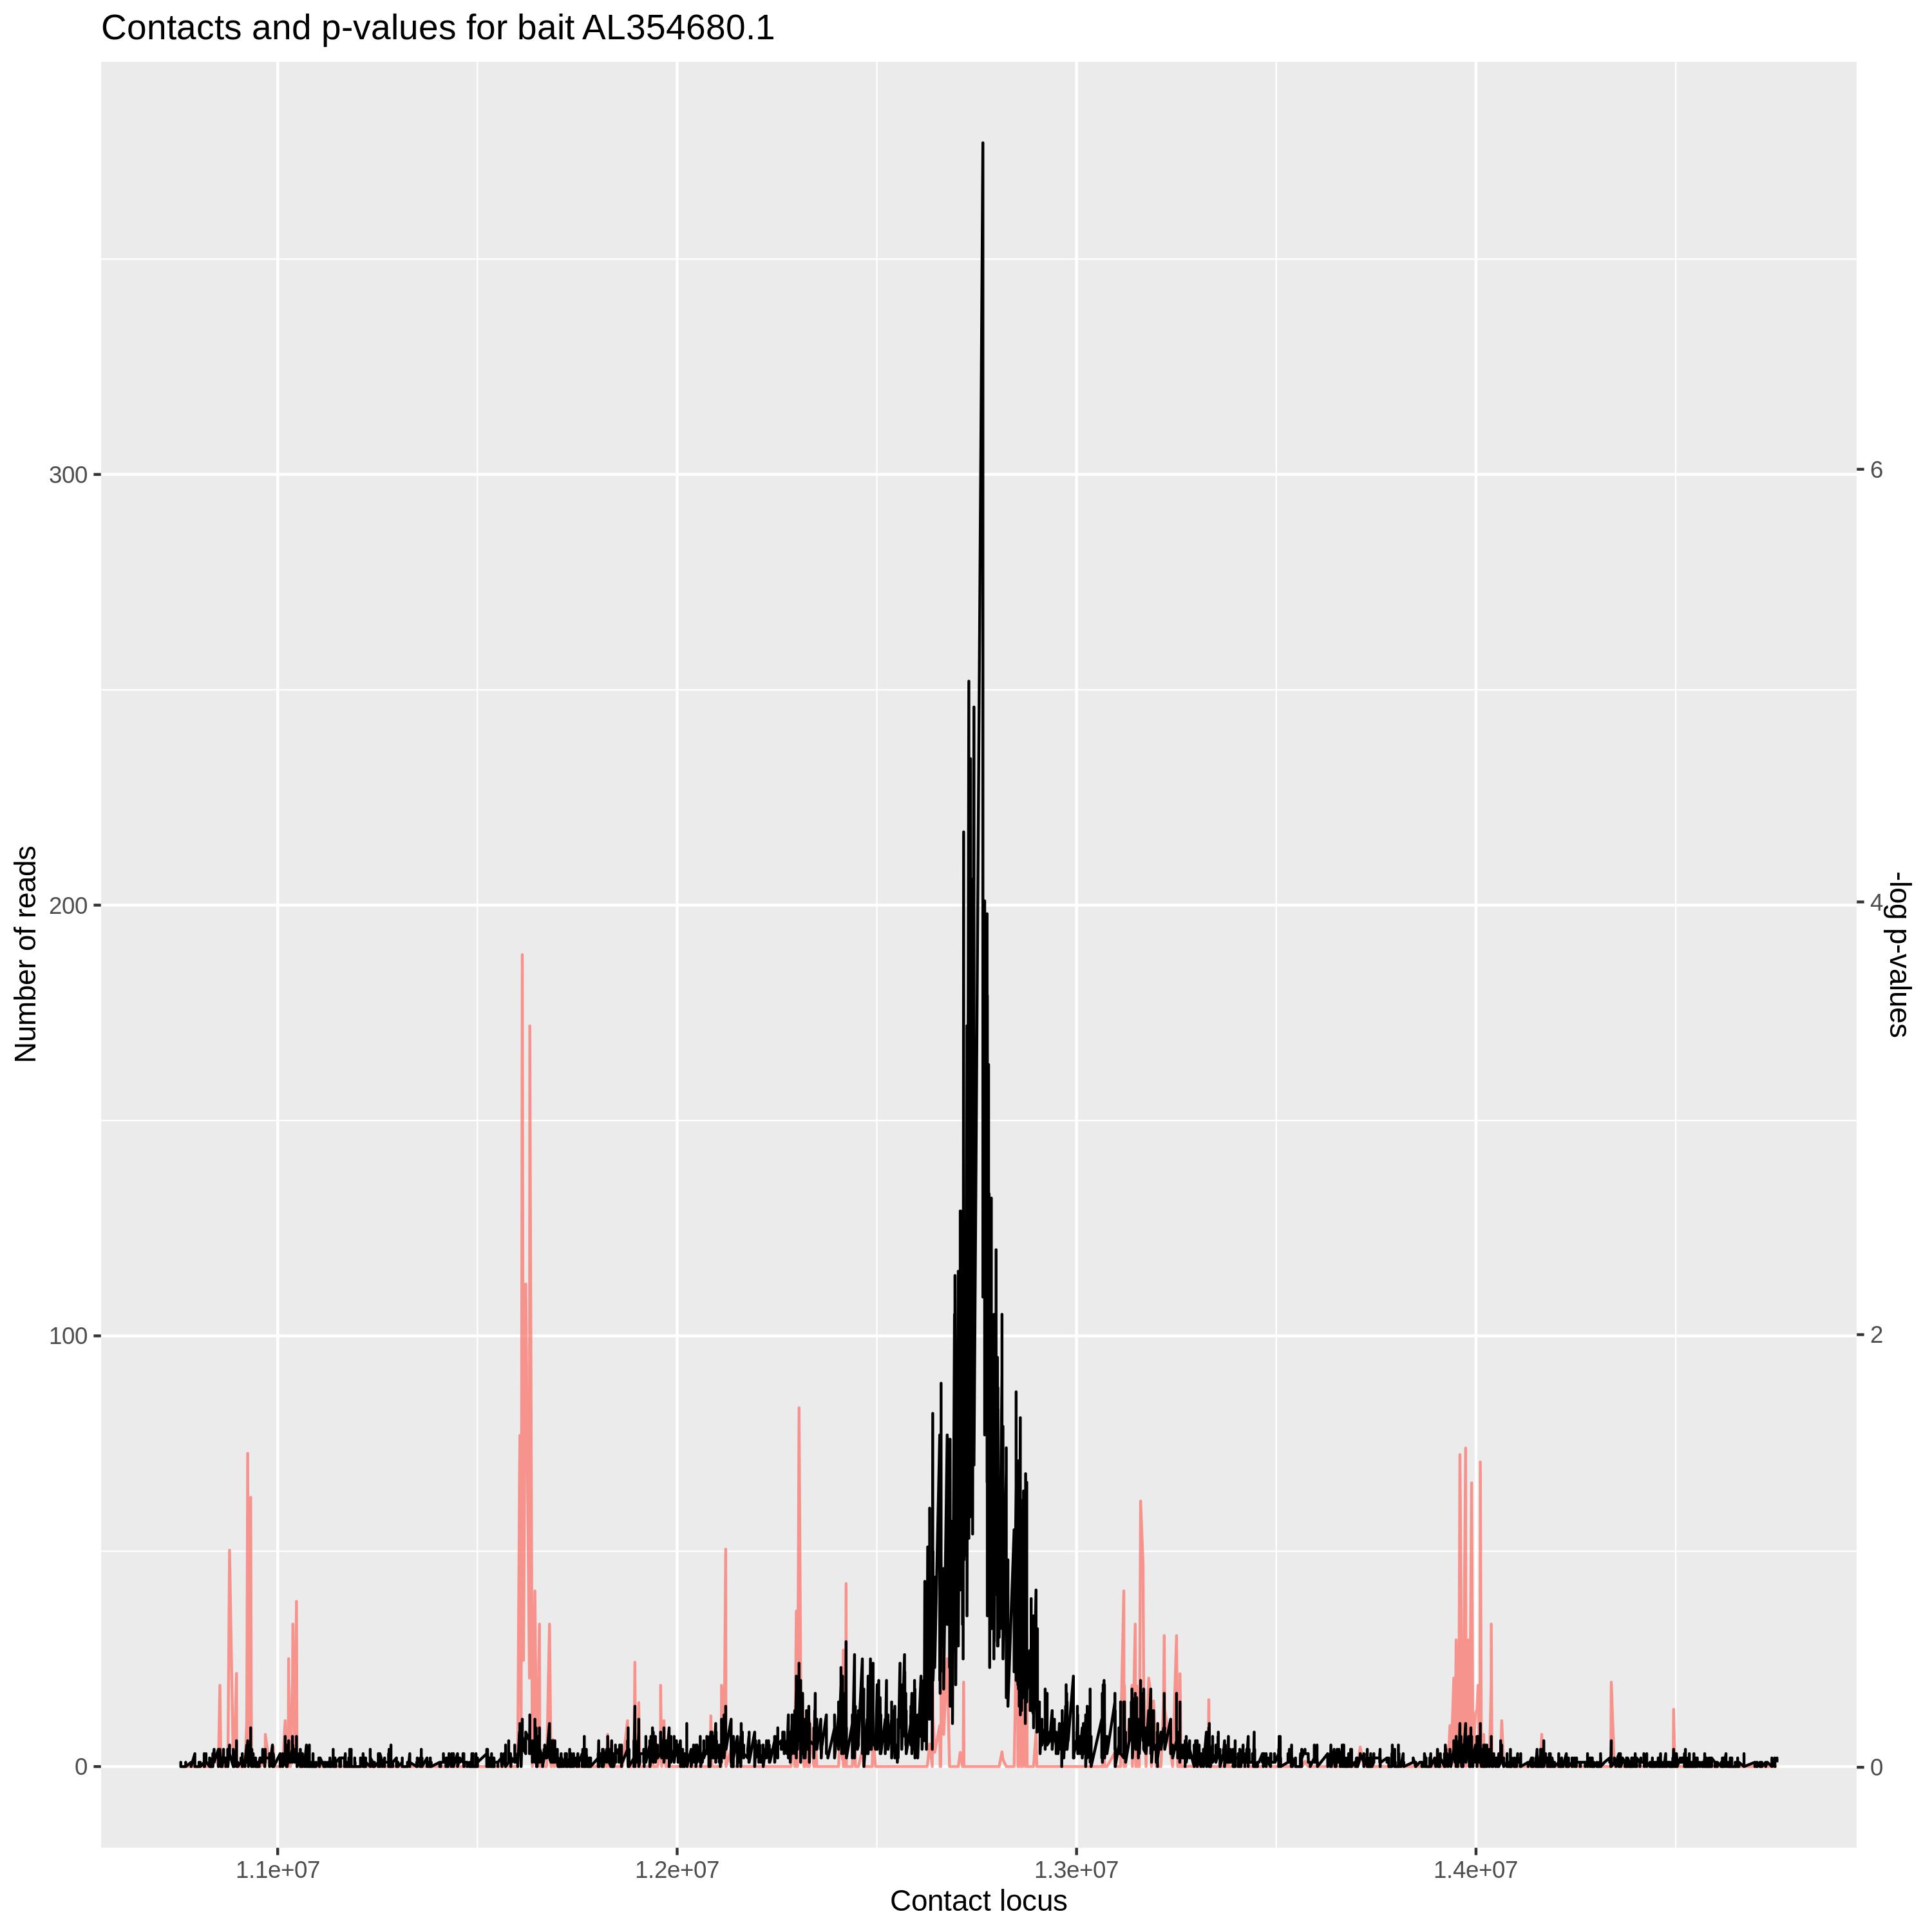 Contacts and p-values for bait AL354680.1
300
200
100
0
Number of reads
6
4
2
0
-log p-values
1.1e+07
1.2e+07
1.3e+07
1.4e+07
Contact locus